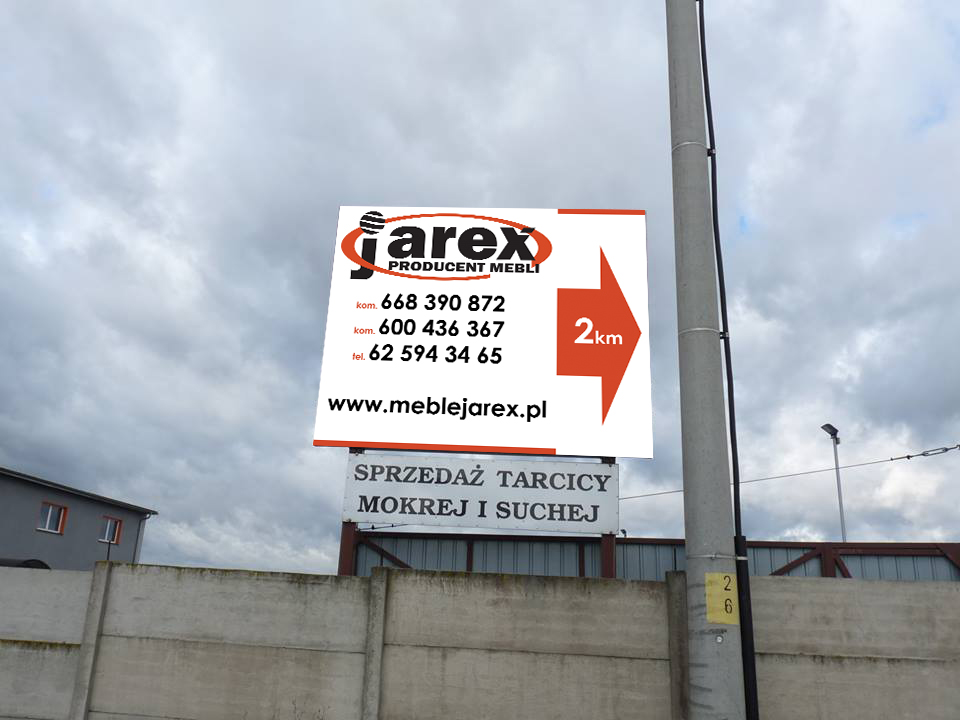 jarex
PRODUCENT MEBLI
kom. 668 390 872
kom. 600 436 367
tel. 62 594 34 65
2km
www.meblejarex.pl
SPRZEDAŻ TARCICY
MOKREJ I SUCHEJ
2
6